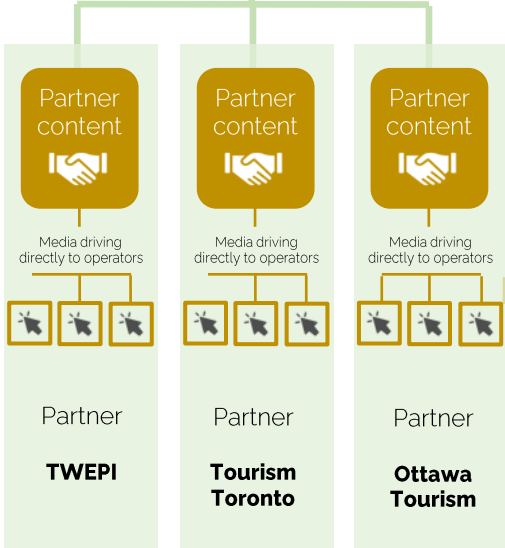 Partner
content
Media driving
directly to operators
Partner
TWEPI
Partner
content
Media driving
directly to operators
Partner
Tourism
Toronto
Partner
content
Media driving
directly to operators
Partner
Ottawa
Tourism